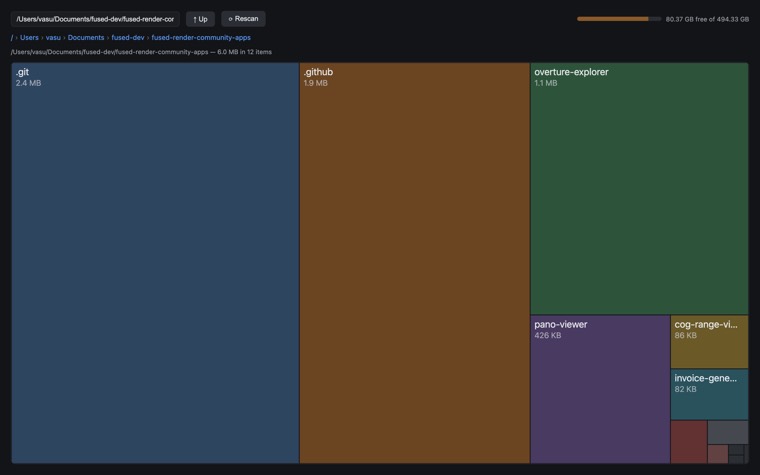 /Users/vasu/Documents/fused-dev/fused-render-cor ↑ Up ○ Rescan 80.37 GB free of 494.33 GB
/ › Users › vasu › Documents › fused-dev › fused-render-community-apps
/Users/vasu/Documents/fused-dev/fused-render-community-apps — 6.0 MB in 12 items
.git
2.4 MB
.github
1.9 MB
overture-explorer
1.1 MB
pano-viewer
426 KB
cog-range-vi...
86 KB
invoice-gene...
82 KB